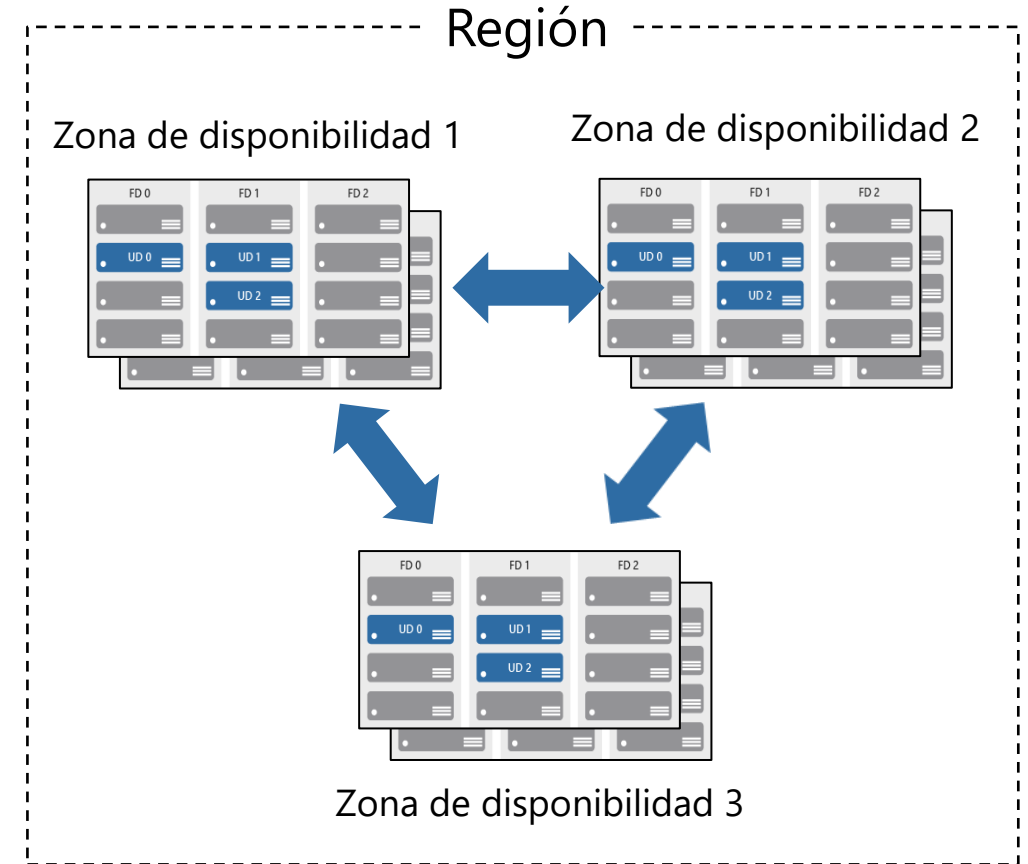 Región
Zona de disponibilidad 1
FD 0 FD 1 FD 2
UD 0 UD 1
UD 2
Zona de disponibilidad 2
FD 0 FD 1 FD 2
UD 0 UD 1
UD 2
FD 0 FD 1 FD 2
UD 0 UD 1
UD 2
Zona de disponibilidad 3